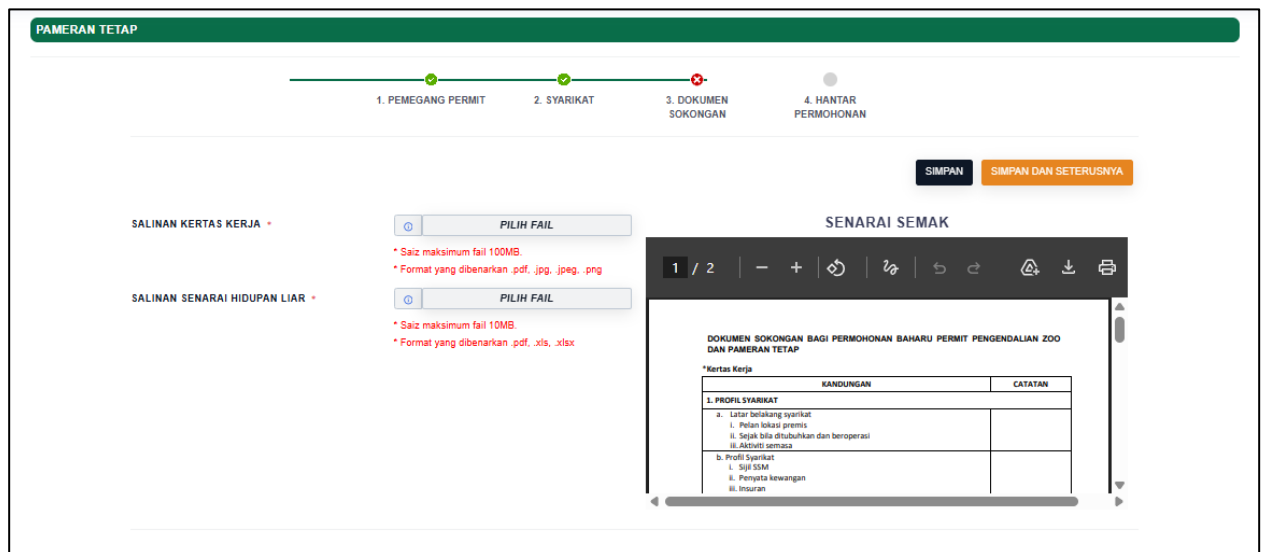 PAMERAN TETAP
1. PEMEGANG PERMIT
2. SYARIKAT
3. DOKUMEN
SOKONGAN
4. HANTAR
PERMOHONAN
SIMPAN
SIMPAN DAN SETERUSNYA
SALINAN KERTAS KERJA *
PILIH FAIL
* Saiz maksimum fail 100MB.
* Format yang dibenarkan .pdf, .jpg, .jpeg, .png
SALINAN SENARAI HIDUPAN LIAR *
PILIH FAIL
* Saiz maksimum fail 10MB.
* Format yang dibenarkan .pdf, .xls, .xlsx
SENARAI SEMAK
1 / 2
DOKUMEN SOKONGAN BAGI PERMOHONAN BAHARU PERMIT PENGENDALIAN ZOO
DAN PAMERAN TETAP
*Kertas Kerja
KANDUNGAN CATATAN
1. PROFIL SYARIKAT
a. Latar belakang syarikat
i. Pelan lokasi premis
ii. Sejak bila ditubuhkan dan beroperasi
iii. Aktiviti semasa
b. Profil Syarikat
i. Sijil SSM
ii. Penyata kewangan
iii. Insuran